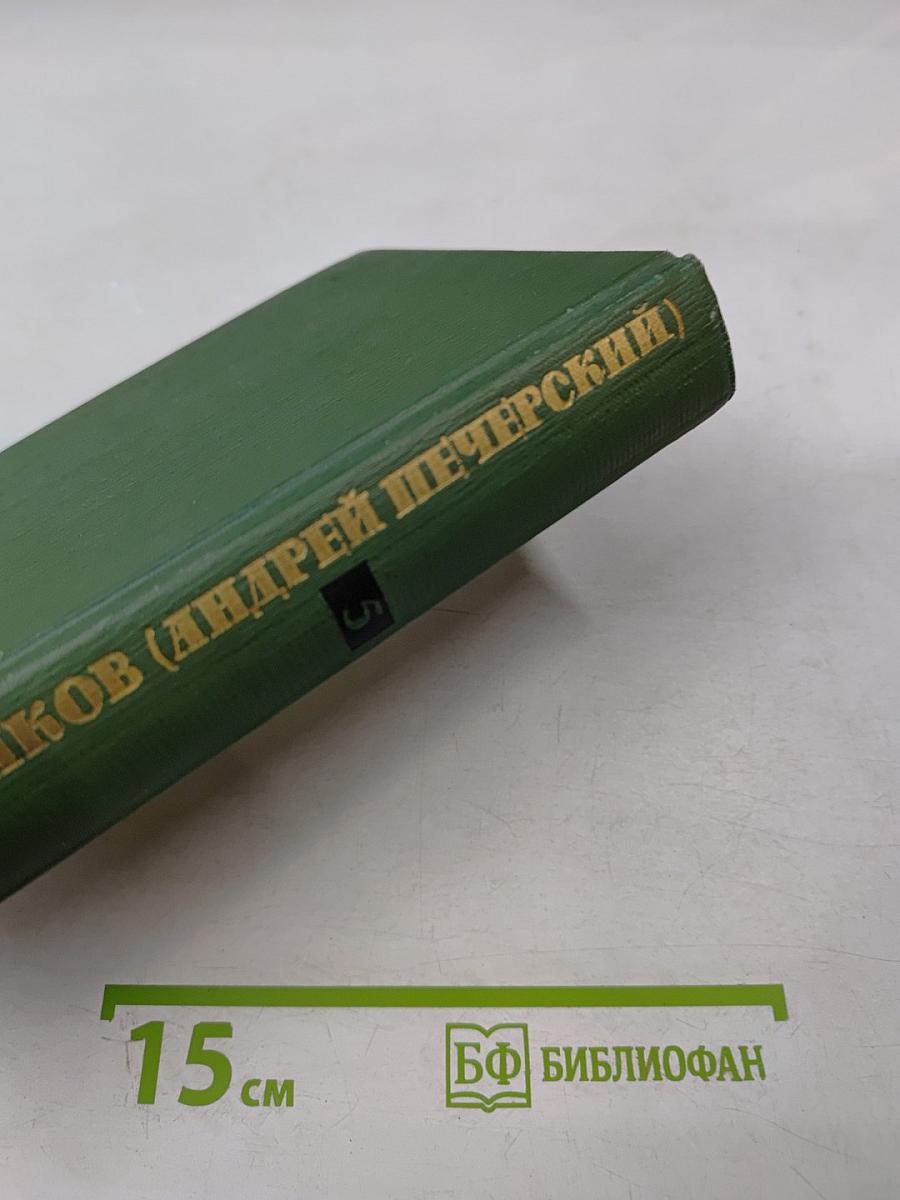 КОВ (АНДРЕЙ ПЕЧЕРСКИЙ)
5
15 см
БФ БИБЛИОФАН